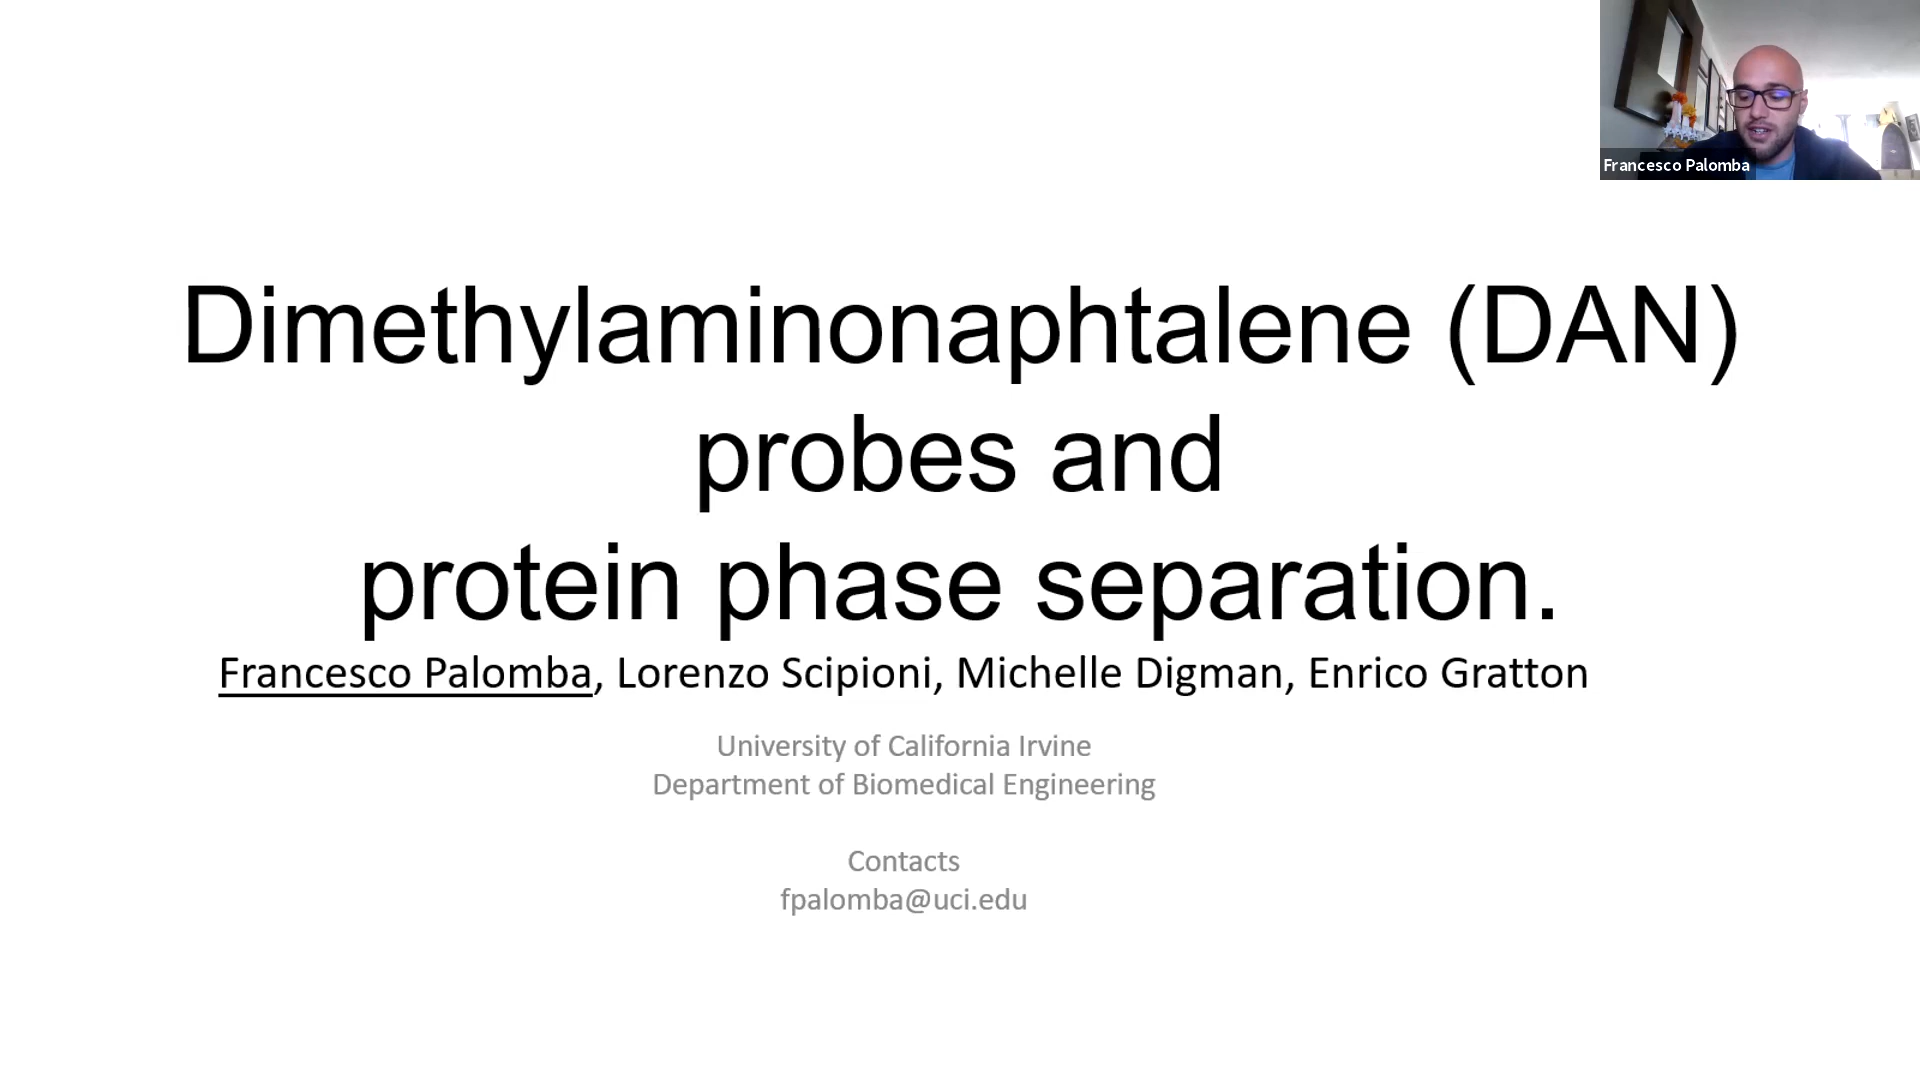 Francesco Palomba
Dimethylaminonaphtalene (DAN)
probes and
protein phase separation.
Francesco Palomba, Lorenzo Scipioni, Michelle Digman, Enrico Gratton
University of California Irvine
Department of Biomedical Engineering
Contacts
fpalomba@uci.edu